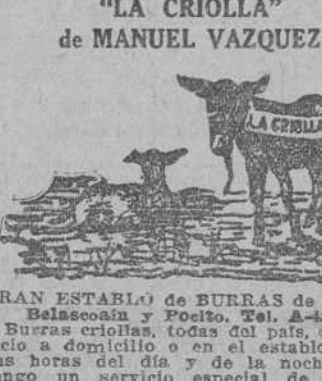 "LA CRIOLLA"
de MANUEL VAZQUEZ
LA CRIOLLA
RAN ESTABLO de BURRAS de
Belascoaín y Pocito. Tel. A-4
Burras criollas, todas del país,
cio a domicilio o en el establo
as horas del día y de la noch
ngo un servicio especial de